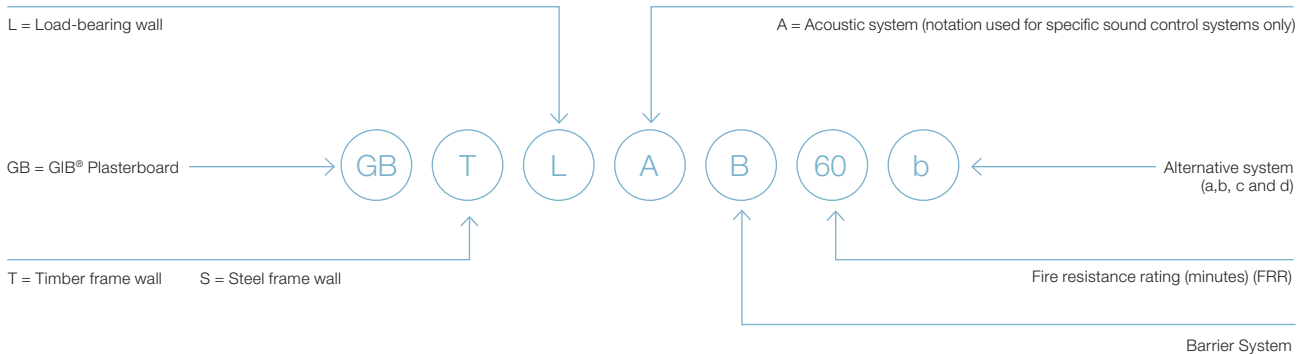 L = Load-bearing wall
A = Acoustic system (notation used for specific sound control systems only)
GB = GIB® Plasterboard
GB T L A B 60 b
Alternative system
(a,b, c and d)
T = Timber frame wall S = Steel frame wall
Fire resistance rating (minutes) (FRR)
Barrier System